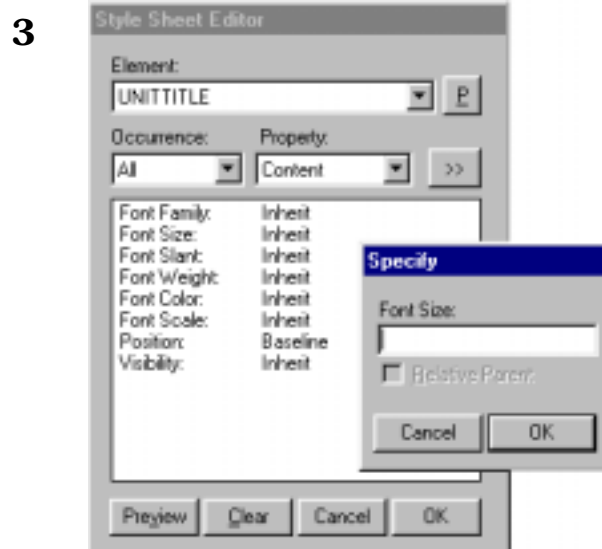 3
Style Sheet Editor
Element:
UNITTITLE
P
Occurrence:
Property:
All
Content
>>
Font Family: Inherit
Font Size: Inherit
Font Slant: Inherit
Font Weight: Inherit
Font Color: Inherit
Font Scale: Inherit
Position: Baseline
Visibility: Inherit
Specify
Font Size:
Relative Parent
Cancel
OK
Preview
Clear
Cancel
OK